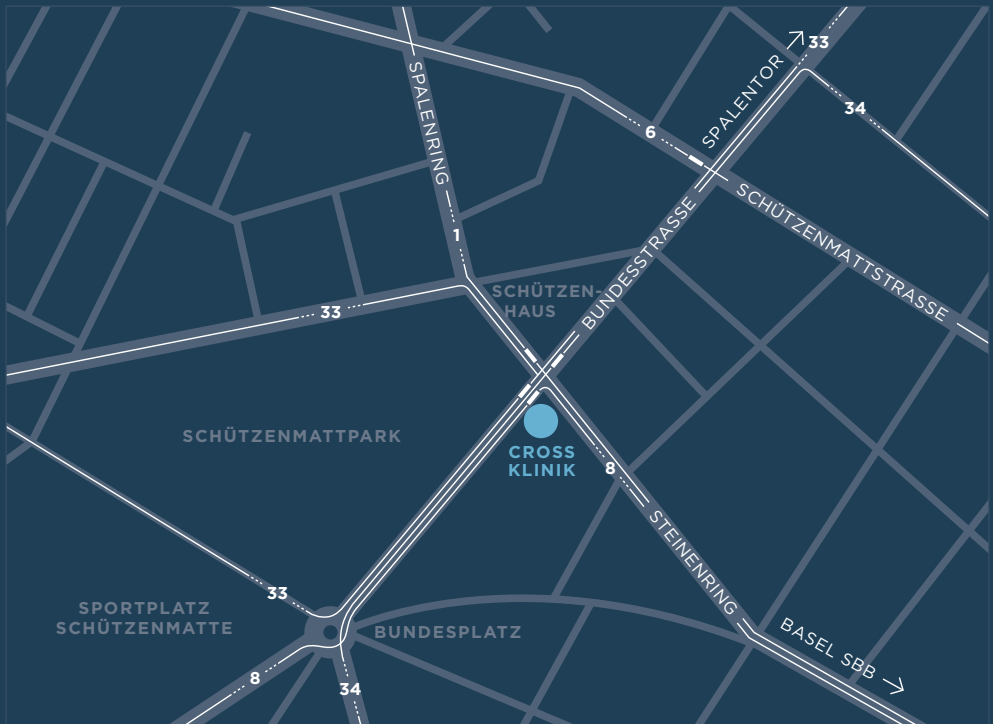 33
SPALENTOR
34
SPALENRING
6
SCHÜTZENMATTSTRASSE
1
BUNDESSTRASSE
SCHÜTZEN-
HAUS
33
SCHÜTZENMATTPARK
CROSS
KLINIK
8
STEINENRING
33
SPORTPLATZ
SCHÜTZENMATTE
BUNDESPLATZ
BASEL SBB
8
34